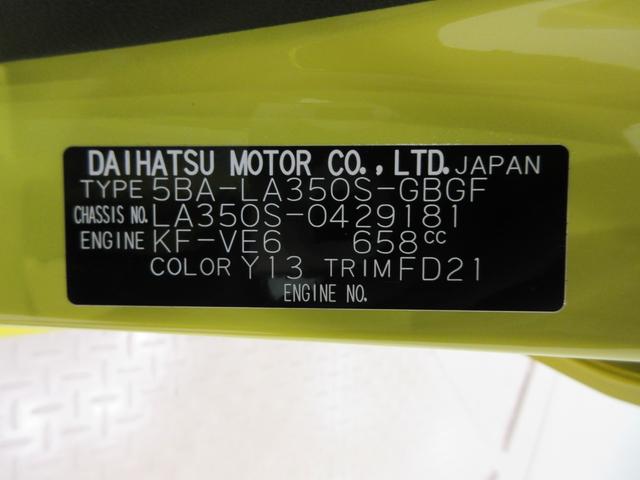 DAIHATSU MOTOR CO., LTD. JAPAN
TYPE 5BA-LA350S-GBGF
CHASSIS NO. LA350S-0429181
ENGINE KF-VE6 658cc
COLOR Y13 TRIM FD21
ENGINE NO.